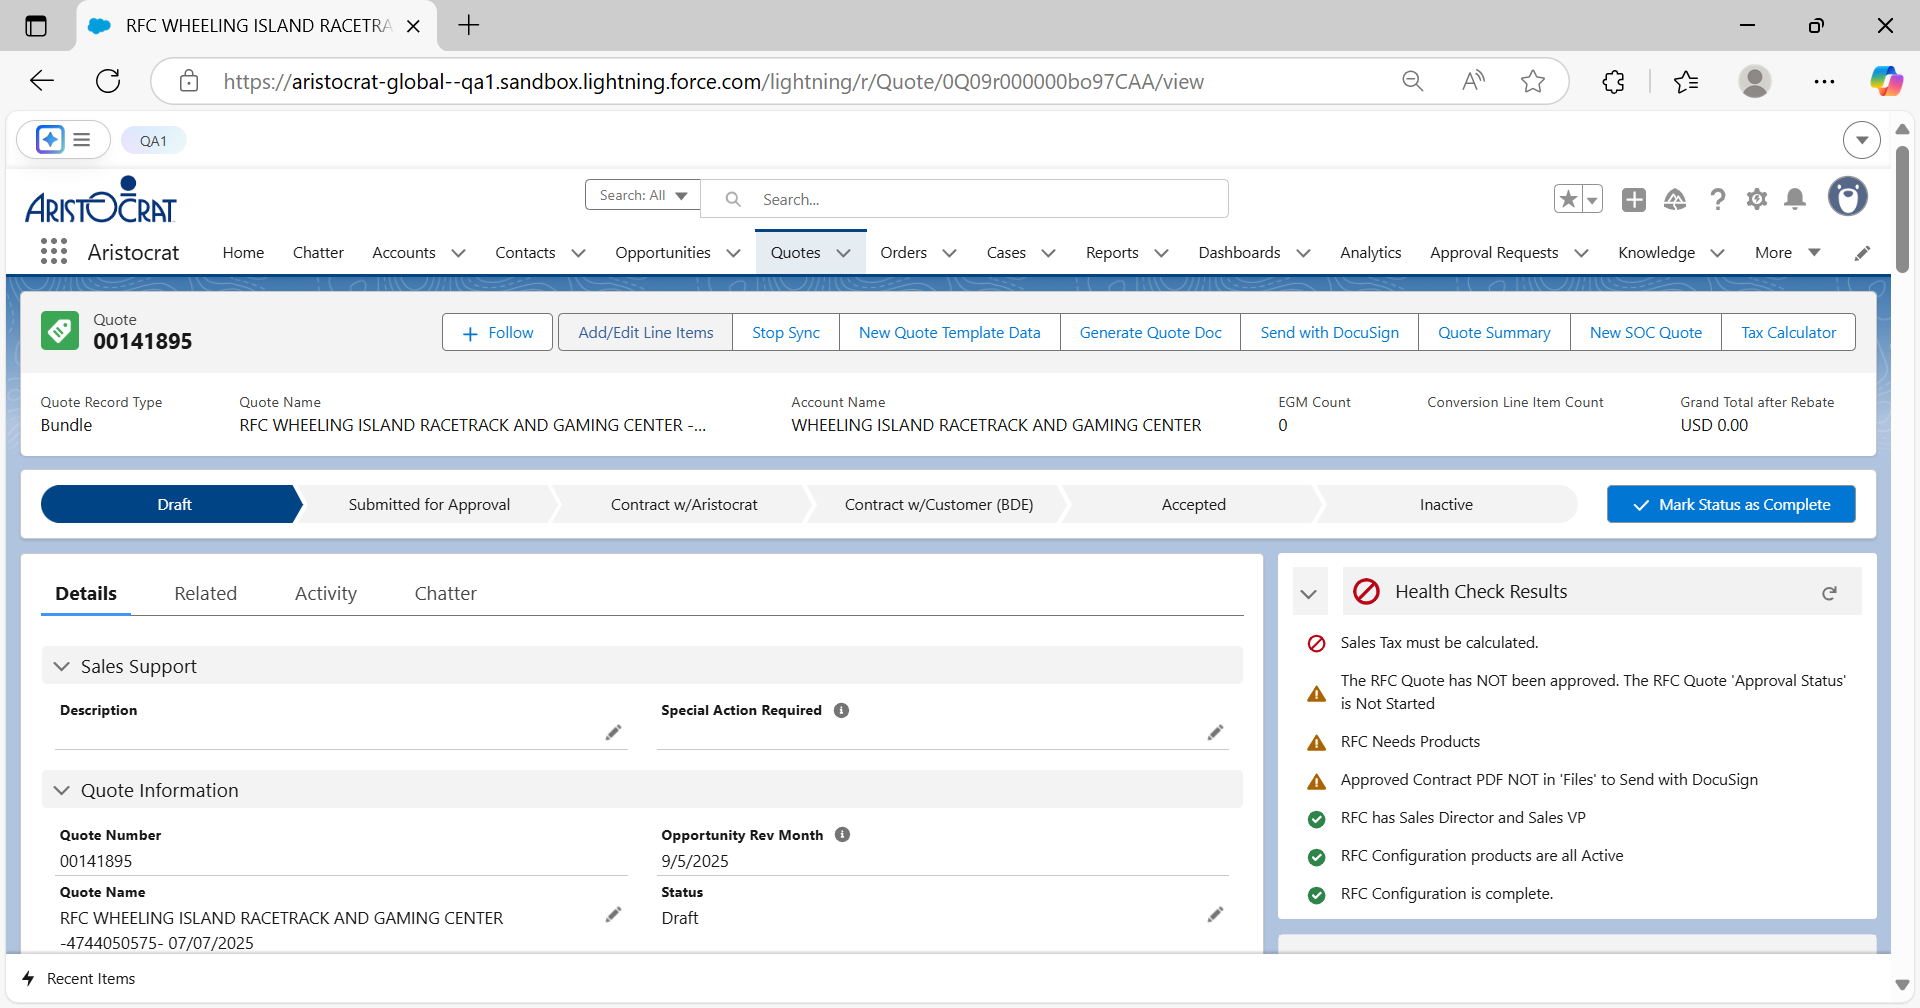 RFC WHEELING ISLAND RACETRA
https://aristocrat-global--qa1.sandbox.lightning.force.com/lightning/r/Quote/0Q09r000000bo97CAA/view
QA1
ARISTOCRAT
Search: All
Search...
Aristocrat
Home
Chatter
Accounts
Contacts
Opportunities
Quotes
Orders
Cases
Reports
Dashboards
Analytics
Approval Requests
Knowledge
More
Quote
00141895
Follow
Add/Edit Line Items
Stop Sync
New Quote Template Data
Generate Quote Doc
Send with DocuSign
Quote Summary
New SOC Quote
Tax Calculator
Quote Record Type
Bundle
Quote Name
RFC WHEELING ISLAND RACETRACK AND GAMING CENTER -...
Account Name
WHEELING ISLAND RACETRACK AND GAMING CENTER
EGM Count
0
Conversion Line Item Count
Grand Total after Rebate
USD 0.00
Draft
Submitted for Approval
Contract w/Aristocrat
Contract w/Customer (BDE)
Accepted
Inactive
Mark Status as Complete
Details
Related
Activity
Chatter
Sales Support
Description
Special Action Required
Quote Information
Quote Number
00141895
Opportunity Rev Month
9/5/2025
Quote Name
RFC WHEELING ISLAND RACETRACK AND GAMING CENTER
-4744050575- 07/07/2025
Status
Draft
Health Check Results
Sales Tax must be calculated.
The RFC Quote has NOT been approved. The RFC Quote 'Approval Status'
is Not Started
RFC Needs Products
Approved Contract PDF NOT in 'Files' to Send with DocuSign
RFC has Sales Director and Sales VP
RFC Configuration products are all Active
RFC Configuration is complete.
Recent Items